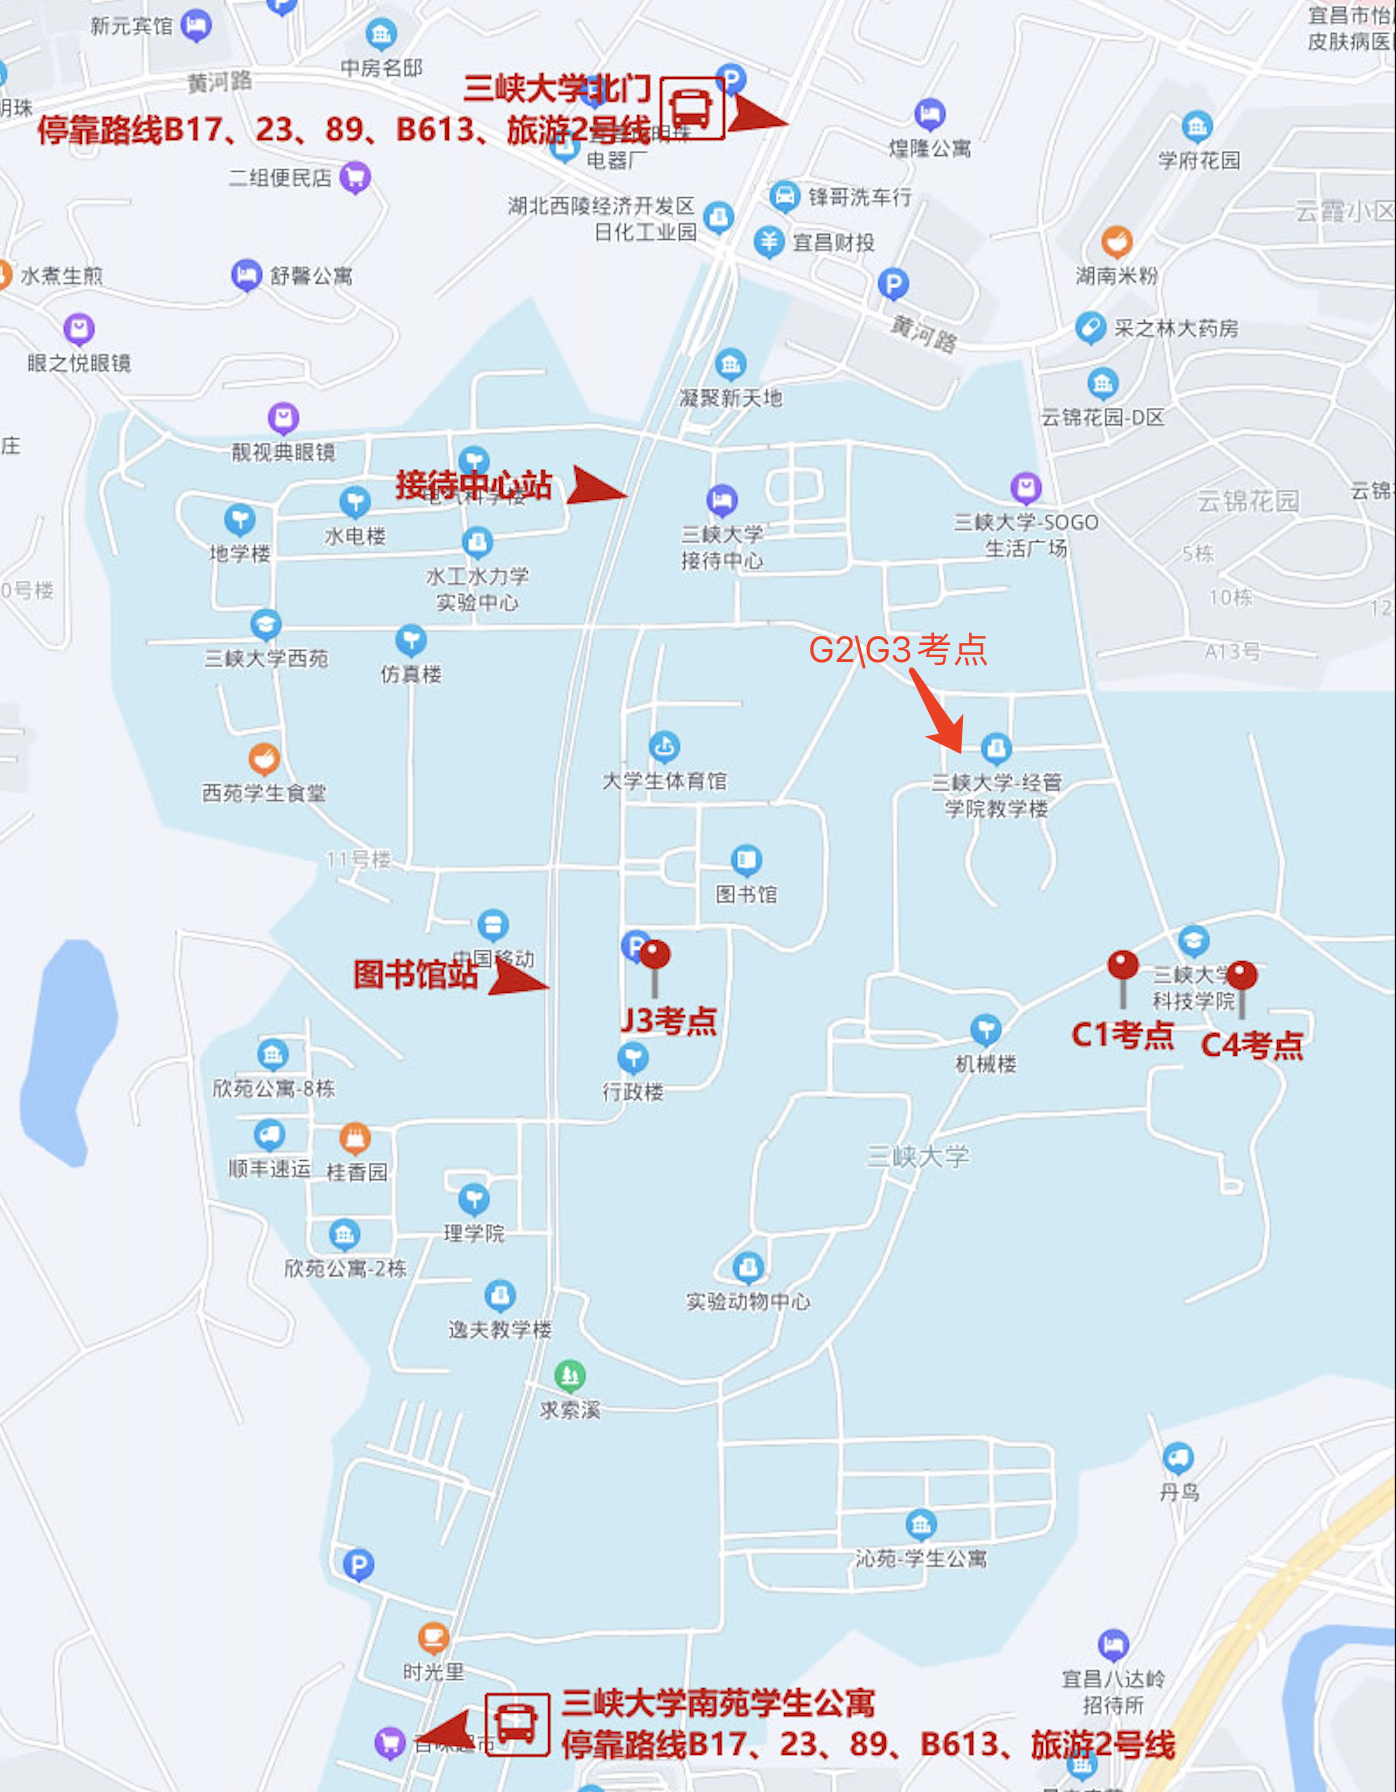 新元宾馆
中房名邸
宜昌市怡
皮肤病医
黄河路
明珠
三峡大学北门
P
停靠路线B17、23、89、B613、旅游2号线
明珠
电器厂
煌隆公寓
学府花园
二组便民店
湖北西陵经济开发区
日化工业园
锋哥洗车行
云霞小区
宜昌财投
水煮生煎
舒馨公寓
湖南米粉
P
黄河路
采之林大药房
眼之悦眼镜
凝聚新天地
云锦花园-D区
庄
靓视典眼镜
接待中心站
云锦花园
云锦
地学楼
水电楼
三峡大学
接待中心
三峡大学-SOGO
生活广场
5栋
水工水力学
实验中心
0号楼
10栋
12
三峡大学西苑
仿真楼
G2\G3考点
A13号
西苑学生食堂
大学生体育馆
三峡大学-经管
学院教学楼
11号楼
图书馆
中国移动
图书馆站
P
J3考点
三峡大学
科技学院
C1考点
C4考点
欣苑公寓-8栋
行政楼
机械楼
顺丰速运
桂香园
三峡大学
理学院
欣苑公寓-2栋
实验动物中心
逸夫教学楼
求索溪
丹鸟
沁苑-学生公寓
P
时光里
宜昌八达岭
招待所
三峡大学南苑学生公寓
停靠路线B17、23、89、B613、旅游2号线